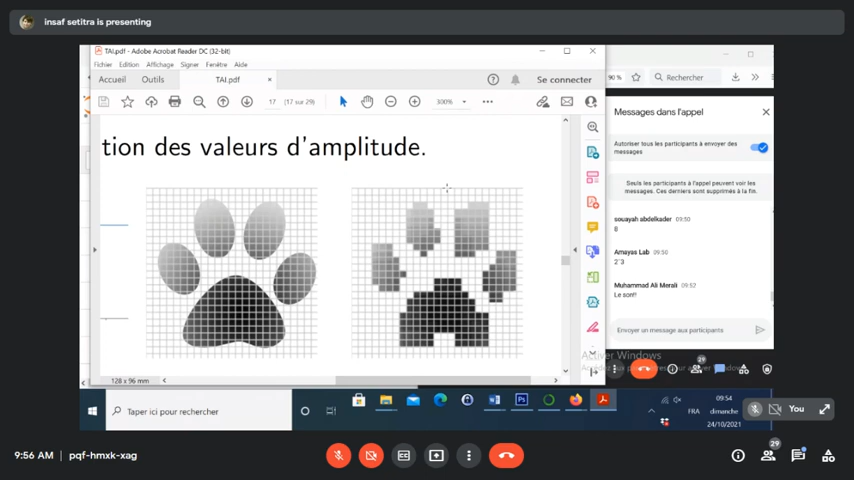 insaf setitra is presenting
TAI.pdf - Adobe Acrobat Reader DC (32-bit)
Fichier Edition Affichage Signer Fenêtre Aide
Accueil Outils TAI.pdf × Se connecter
17 (17 sur 29) 300%
tion des valeurs d'amplitude.
128 x 96 mm
90 % Rechercher
Messages dans l'appel
Autoriser tous les participants à envoyer des
messages
Seuls les participants à l'appel peuvent voir les
messages. Ces derniers sont supprimés à la fin.
souayah abdelkader 09:50
8
Amayas Lab 09:50
2^3
Muhammad Ali Merali 09:52
Le son!!
Envoyer un message aux participants
Activer Windows
29
Taper ici pour rechercher
FRA
09:54
dimanche
24/10/2021
You
9:56 AM pqf-hmxk-xag
29